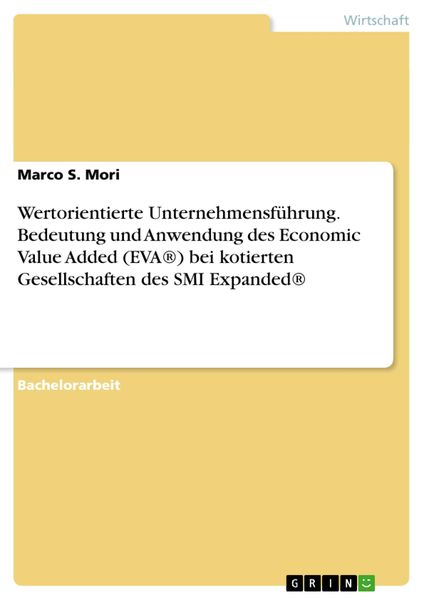 Wirtschaft
Marco S. Mori
Wertorientierte Unternehmensführung.
Bedeutung und Anwendung des Economic
Value Added (EVA®) bei kotierten
Gesellschaften des SMI Expanded®
Bachelorarbeit
GRIN